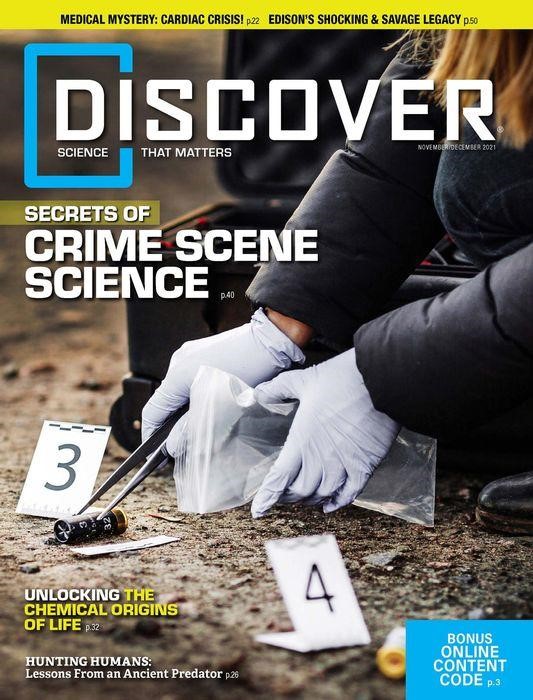 MEDICAL MYSTERY: CARDIAC CRISIS! p.22 EDISON'S SHOCKING & SAVAGE LEGACY p.50
DISCOVER®
SCIENCE THAT MATTERS
NOVEMBER/DECEMBER 2021
SECRETS OF
CRIME SCENE
SCIENCE p.40
3
4
UNLOCKING THE
CHEMICAL ORIGINS
OF LIFE p.32
HUNTING HUMANS:
Lessons From an Ancient Predator p.26
BONUS
ONLINE
CONTENT
CODE p.3